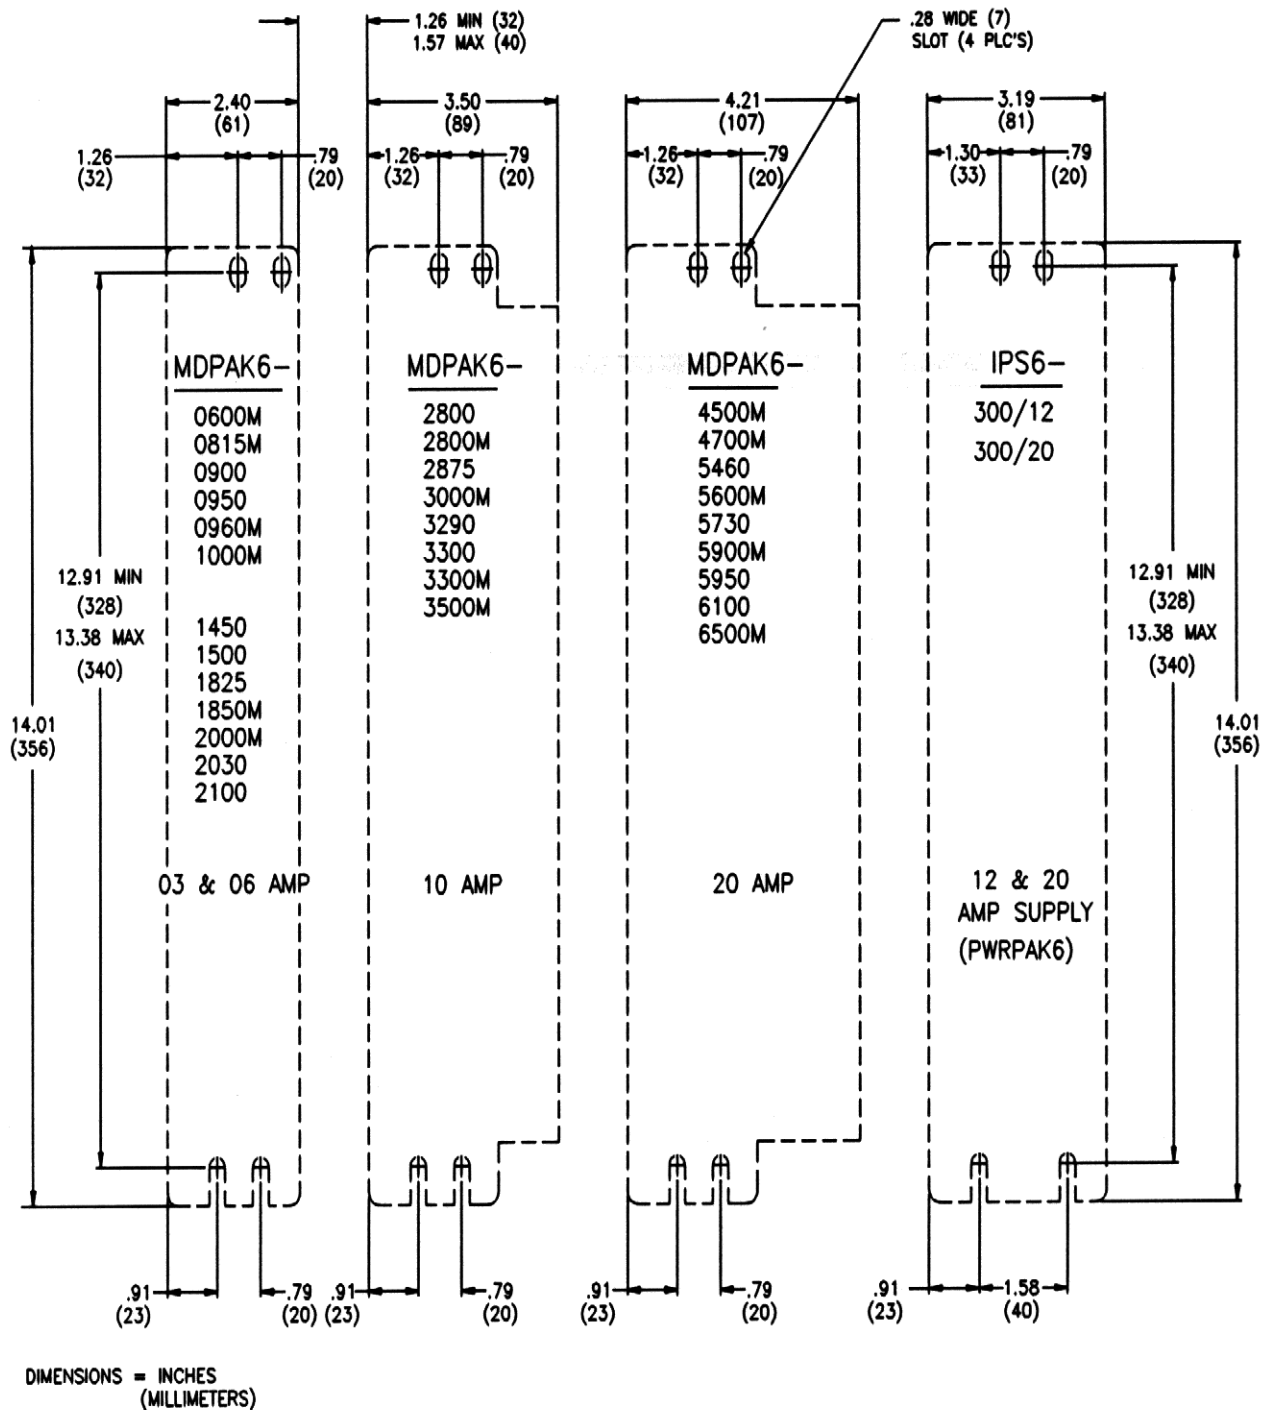 1.26 MIN (32)
1.57 MAX (40)
.28 WIDE (7)
SLOT (4 PLC'S)
2.40
(61)
3.50
(89)
4.21
(107)
3.19
(81)
1.26
(32)
.79
(20)
1.26
(32)
.79
(20)
1.26
(32)
.79
(20)
1.30
(33)
.79
(20)
MDPAK6-
0600M
0815M
0900
0950
0960M
1000M
1450
1500
1825
1850M
2000M
2030
2100
03 & 06 AMP
MDPAK6-
2800
2800M
2875
3000M
3290
3300
3300M
3500M
10 AMP
MDPAK6-
4500M
4700M
5460
5600M
5730
5900M
5950
6100
6500M
20 AMP
IPS6-
300/12
300/20
12 & 20
AMP SUPPLY
(PWRPAK6)
12.91 MIN
(328)
13.38 MAX
(340)
14.01
(356)
12.91 MIN
(328)
13.38 MAX
(340)
14.01
(356)
.91
(23)
.79
(20)
.91
(23)
.79
(20)
.91
(23)
.79
(20)
.91
(23)
1.58
(40)
DIMENSIONS = INCHES
(MILLIMETERS)